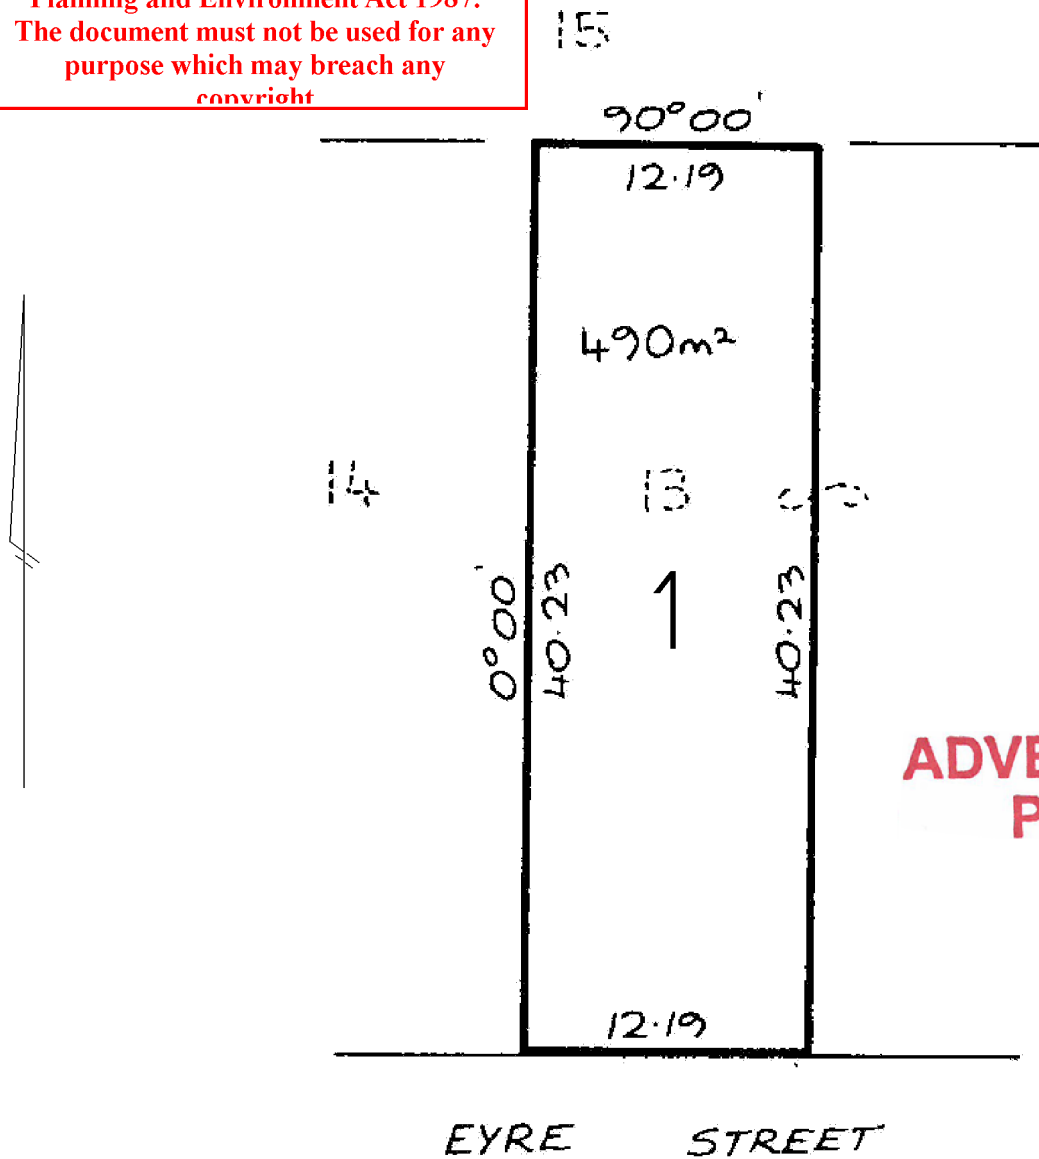 Planning and Environment Act 1987.
The document must not be used for any
purpose which may breach any
copyright
15
90°00'
12.19
490m²
14
13
0°00'
40.23
1
40.23
12.19
EYRE STREET